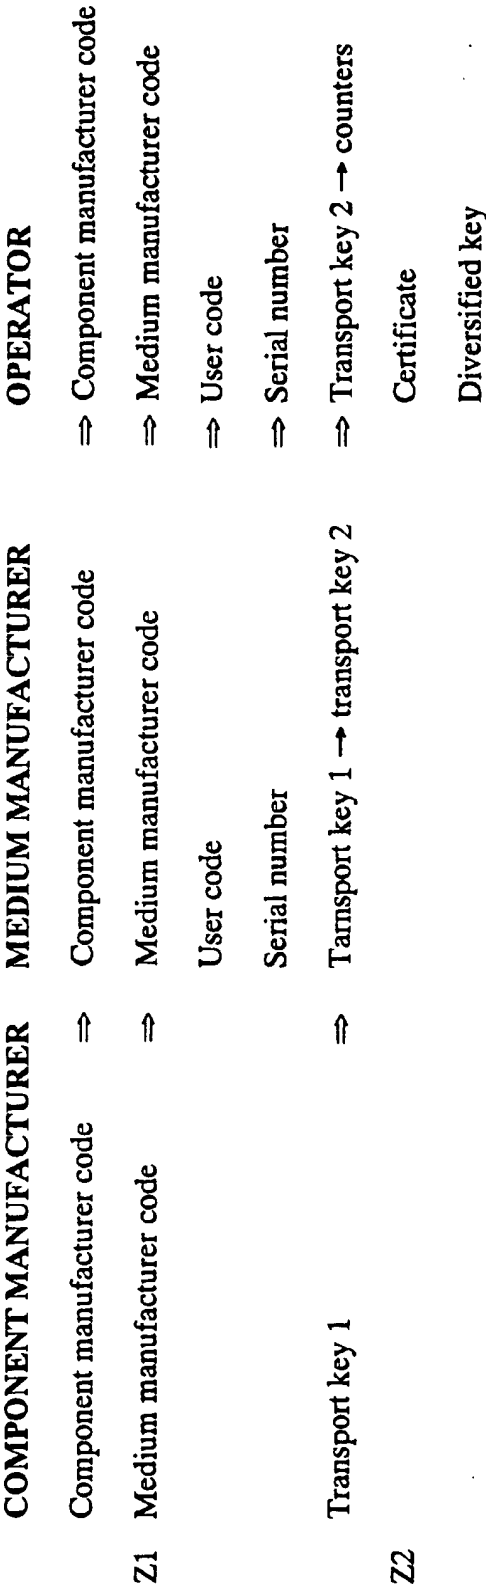 COMPONENT MANUFACTURER MEDIUM MANUFACTURER OPERATOR
Component manufacturer code ⇒ Component manufacturer code ⇒ Component manufacturer code
Z1 Medium manufacturer code ⇒ Medium manufacturer code ⇒ Medium manufacturer code
User code ⇒ User code
Serial number ⇒ Serial number
Transport key 1 ⇒ Tarnsport key 1 → transport key 2 ⇒ Transport key 2 → counters
Z2 Certificate
Diversified key